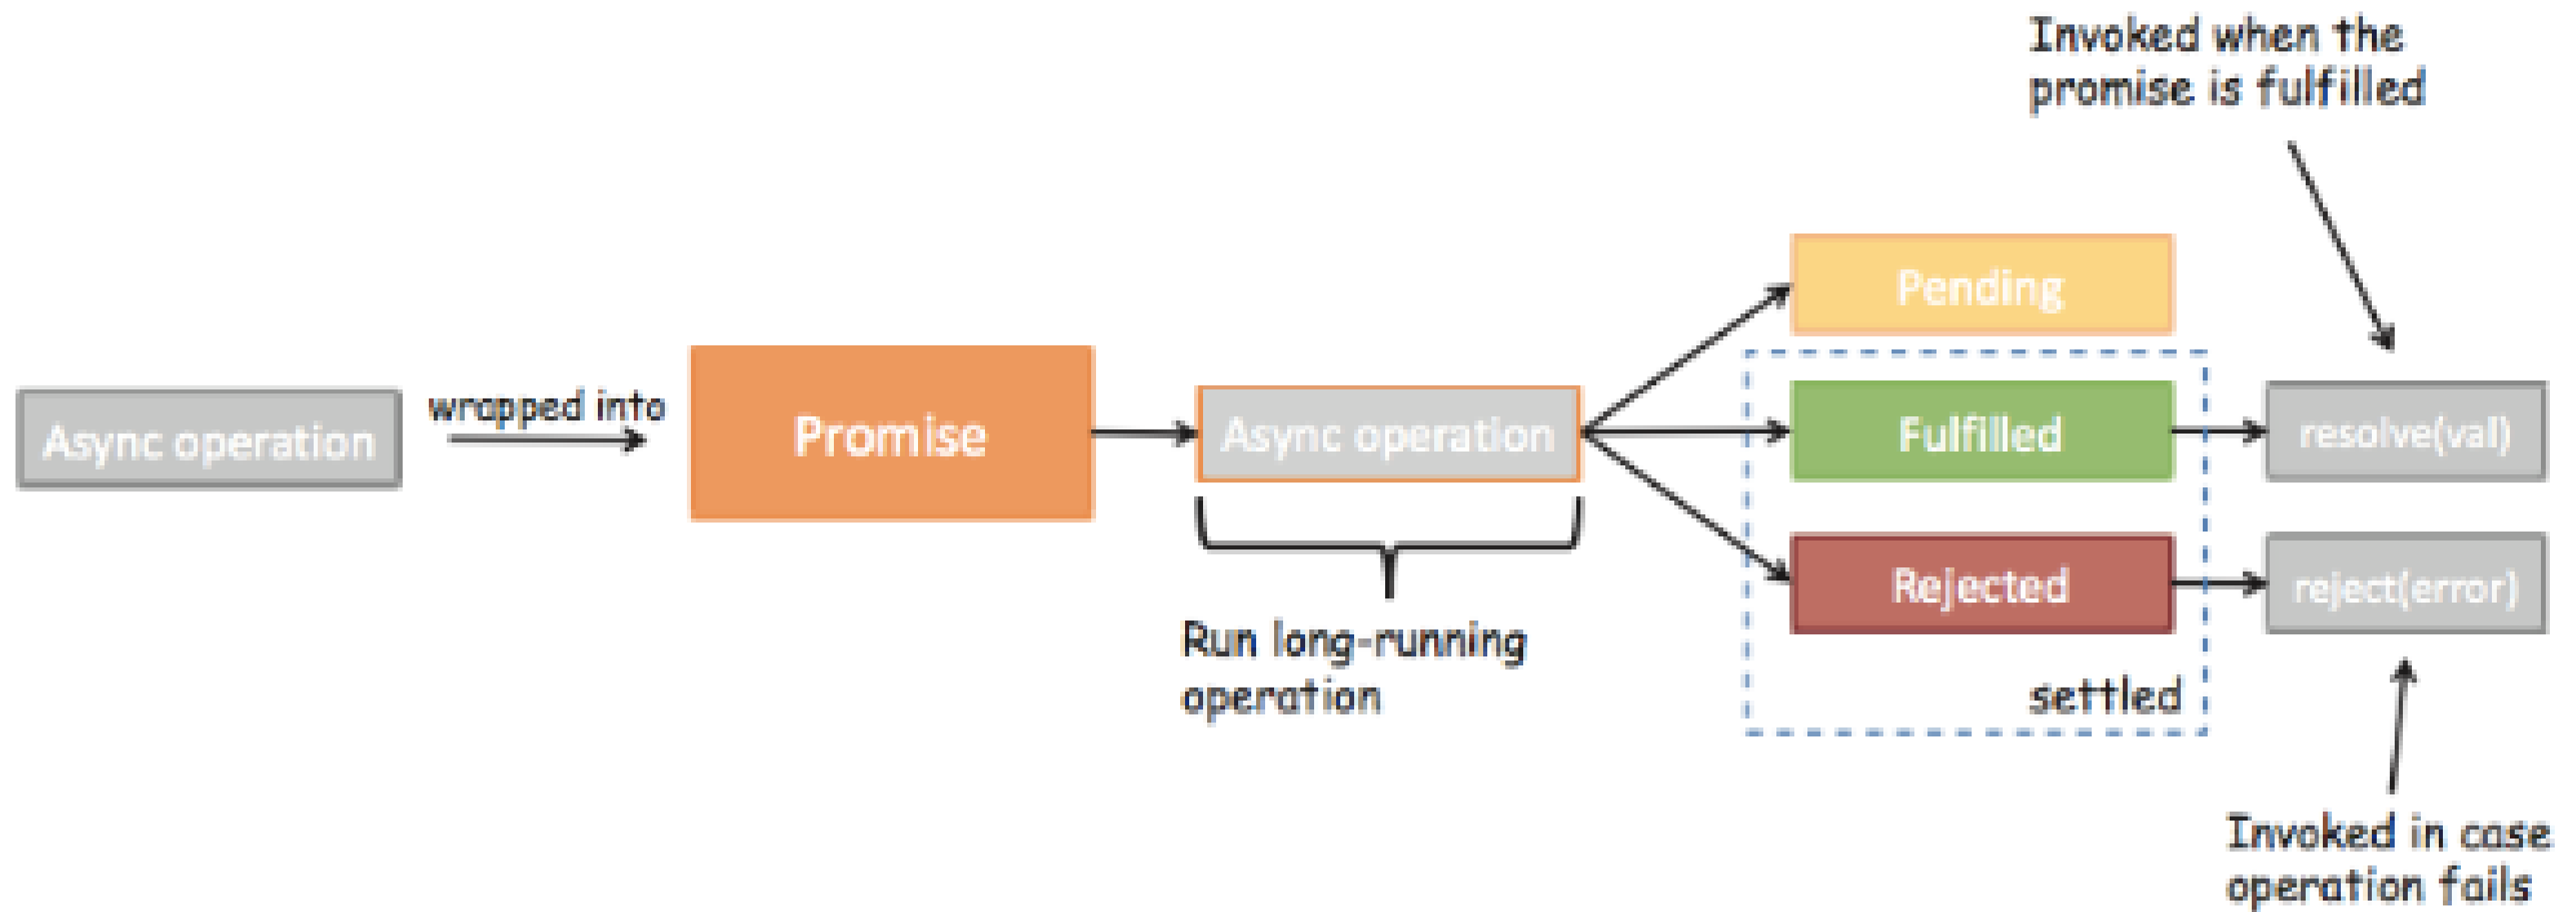 Invoked when the
promise is fulfilled
Pending
Async operation
wrapped into
Promise
Async operation
Fulfilled
resolve(val)
Rejected
reject(error)
Run long-running
operation
settled
Invoked in case
operation fails